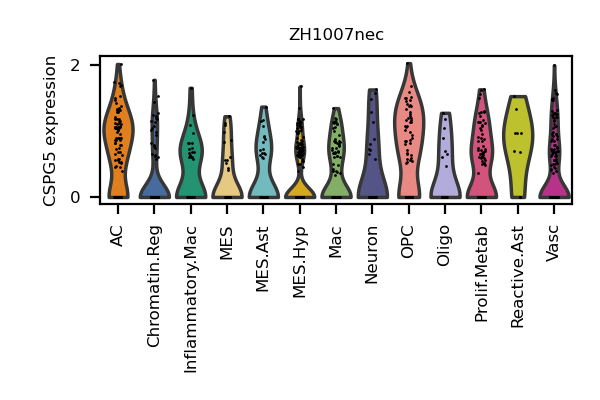 ZH1007nec
CSPG5 expression
2
0
AC
Chromatin.Reg
Inflammatory.Mac
MES
MES.Ast
MES.Hyp
Mac
Neuron
OPC
Oligo
Prolif.Metab
Reactive.Ast
Vasc